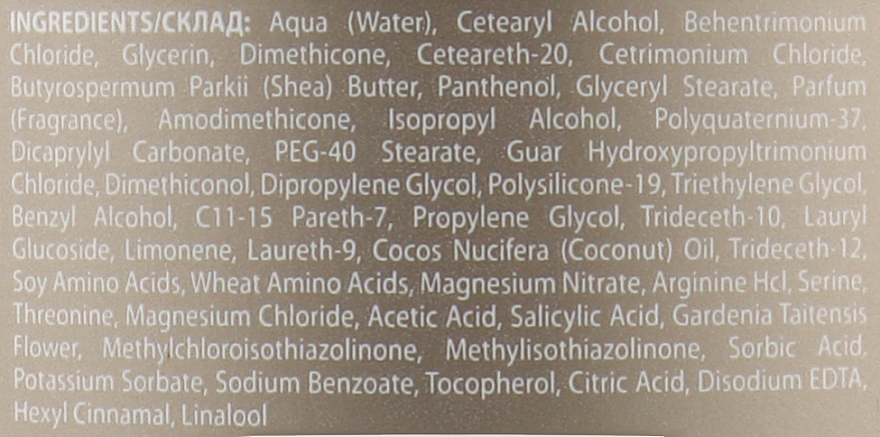 INGREDIENTS/СКЛАД: Aqua (Water), Cetearyl Alcohol, Behentrimonium
Chloride, Glycerin, Dimethicone, Ceteareth-20, Cetrimonium Chloride,
Butyrospermum Parkii (Shea) Butter, Panthenol, Glyceryl Stearate, Parfum
(Fragrance), Amodimethicone, Isopropyl Alcohol, Polyquaternium-37,
Dicaprylyl Carbonate, PEG-40 Stearate, Guar Hydroxypropyltrimonium
Chloride, Dimethiconol, Dipropylene Glycol, Polysilicone-19, Triethylene Glycol,
Benzyl Alcohol, C11-15 Pareth-7, Propylene Glycol, Trideceth-10, Lauryl
Glucoside, Limonene, Laureth-9, Cocos Nucifera (Coconut) Oil, Trideceth-12,
Soy Amino Acids, Wheat Amino Acids, Magnesium Nitrate, Arginine Hcl, Serine,
Threonine, Magnesium Chloride, Acetic Acid, Salicylic Acid, Gardenia Taitensis
Flower, Methylchloroisothiazolinone, Methylisothiazolinone, Sorbic Acid,
Potassium Sorbate, Sodium Benzoate, Tocopherol, Citric Acid, Disodium EDTA,
Hexyl Cinnamal, Linalool